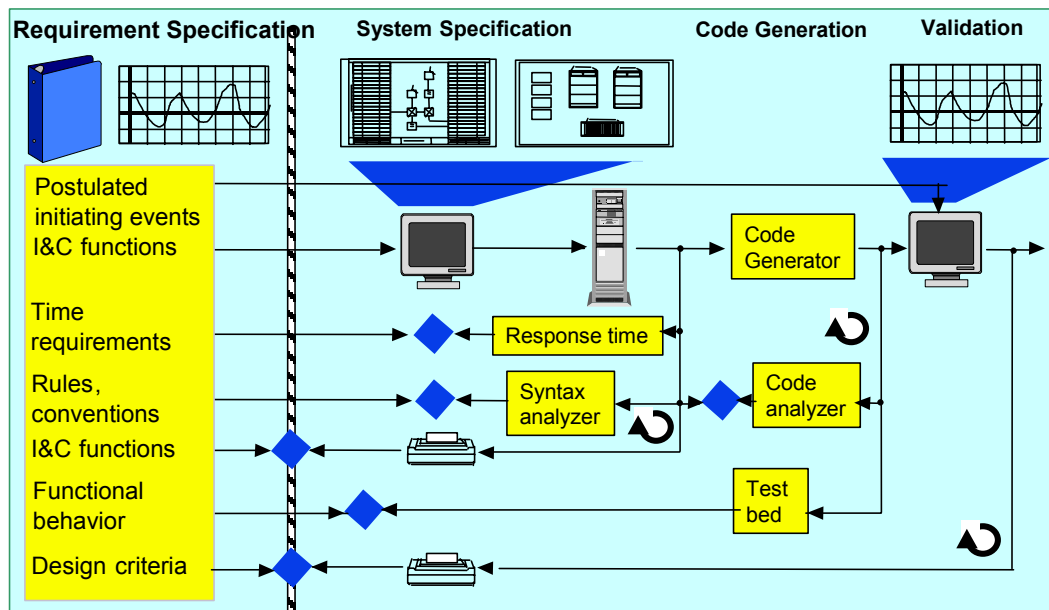 Requirement Specification
System Specification
Code Generation
Validation
Postulated
initiating events
I&C functions
Code
Generator
Time
requirements
Response time
Rules,
conventions
Syntax
analyzer
Code
analyzer
I&C functions
Functional
behavior
Test
bed
Design criteria